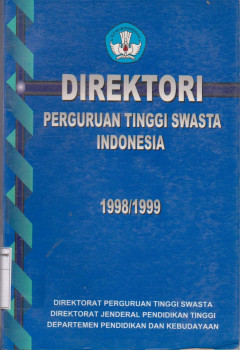 DIREKTORI
PERGURUAN TINGGI SWASTA
INDONESIA
1998/1999
DIREKTORAT PERGURUAN TINGGI SWASTA
DIREKTORAT JENDERAL PENDIDIKAN TINGGI
DEPARTEMEN PENDIDIKAN DAN KEBUDAYAAN